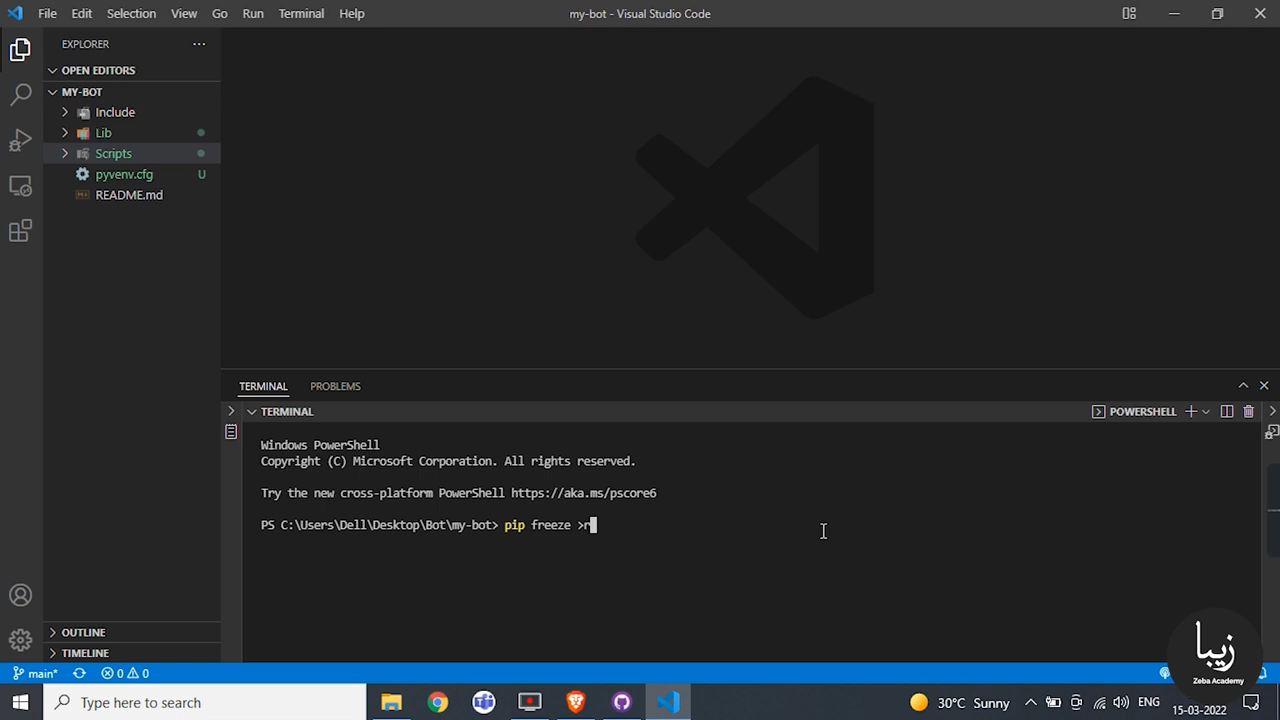 File Edit Selection View Go Run Terminal Help
my-bot - Visual Studio Code
EXPLORER
OPEN EDITORS
MY-BOT
Include
Lib
Scripts
pyvenv.cfg U
README.md
OUTLINE
TIMELINE
TERMINAL PROBLEMS
TERMINAL
POWERSHELL
Windows PowerShell
Copyright (C) Microsoft Corporation. All rights reserved.
Try the new cross-platform PowerShell https://aka.ms/pscore6
PS C:\Users\Dell\Desktop\Bot\my-bot> pip freeze >r
main* 0 0
زيبا
Zeba Academy
Type here to search
30°C Sunny
ENG
15-03-2022